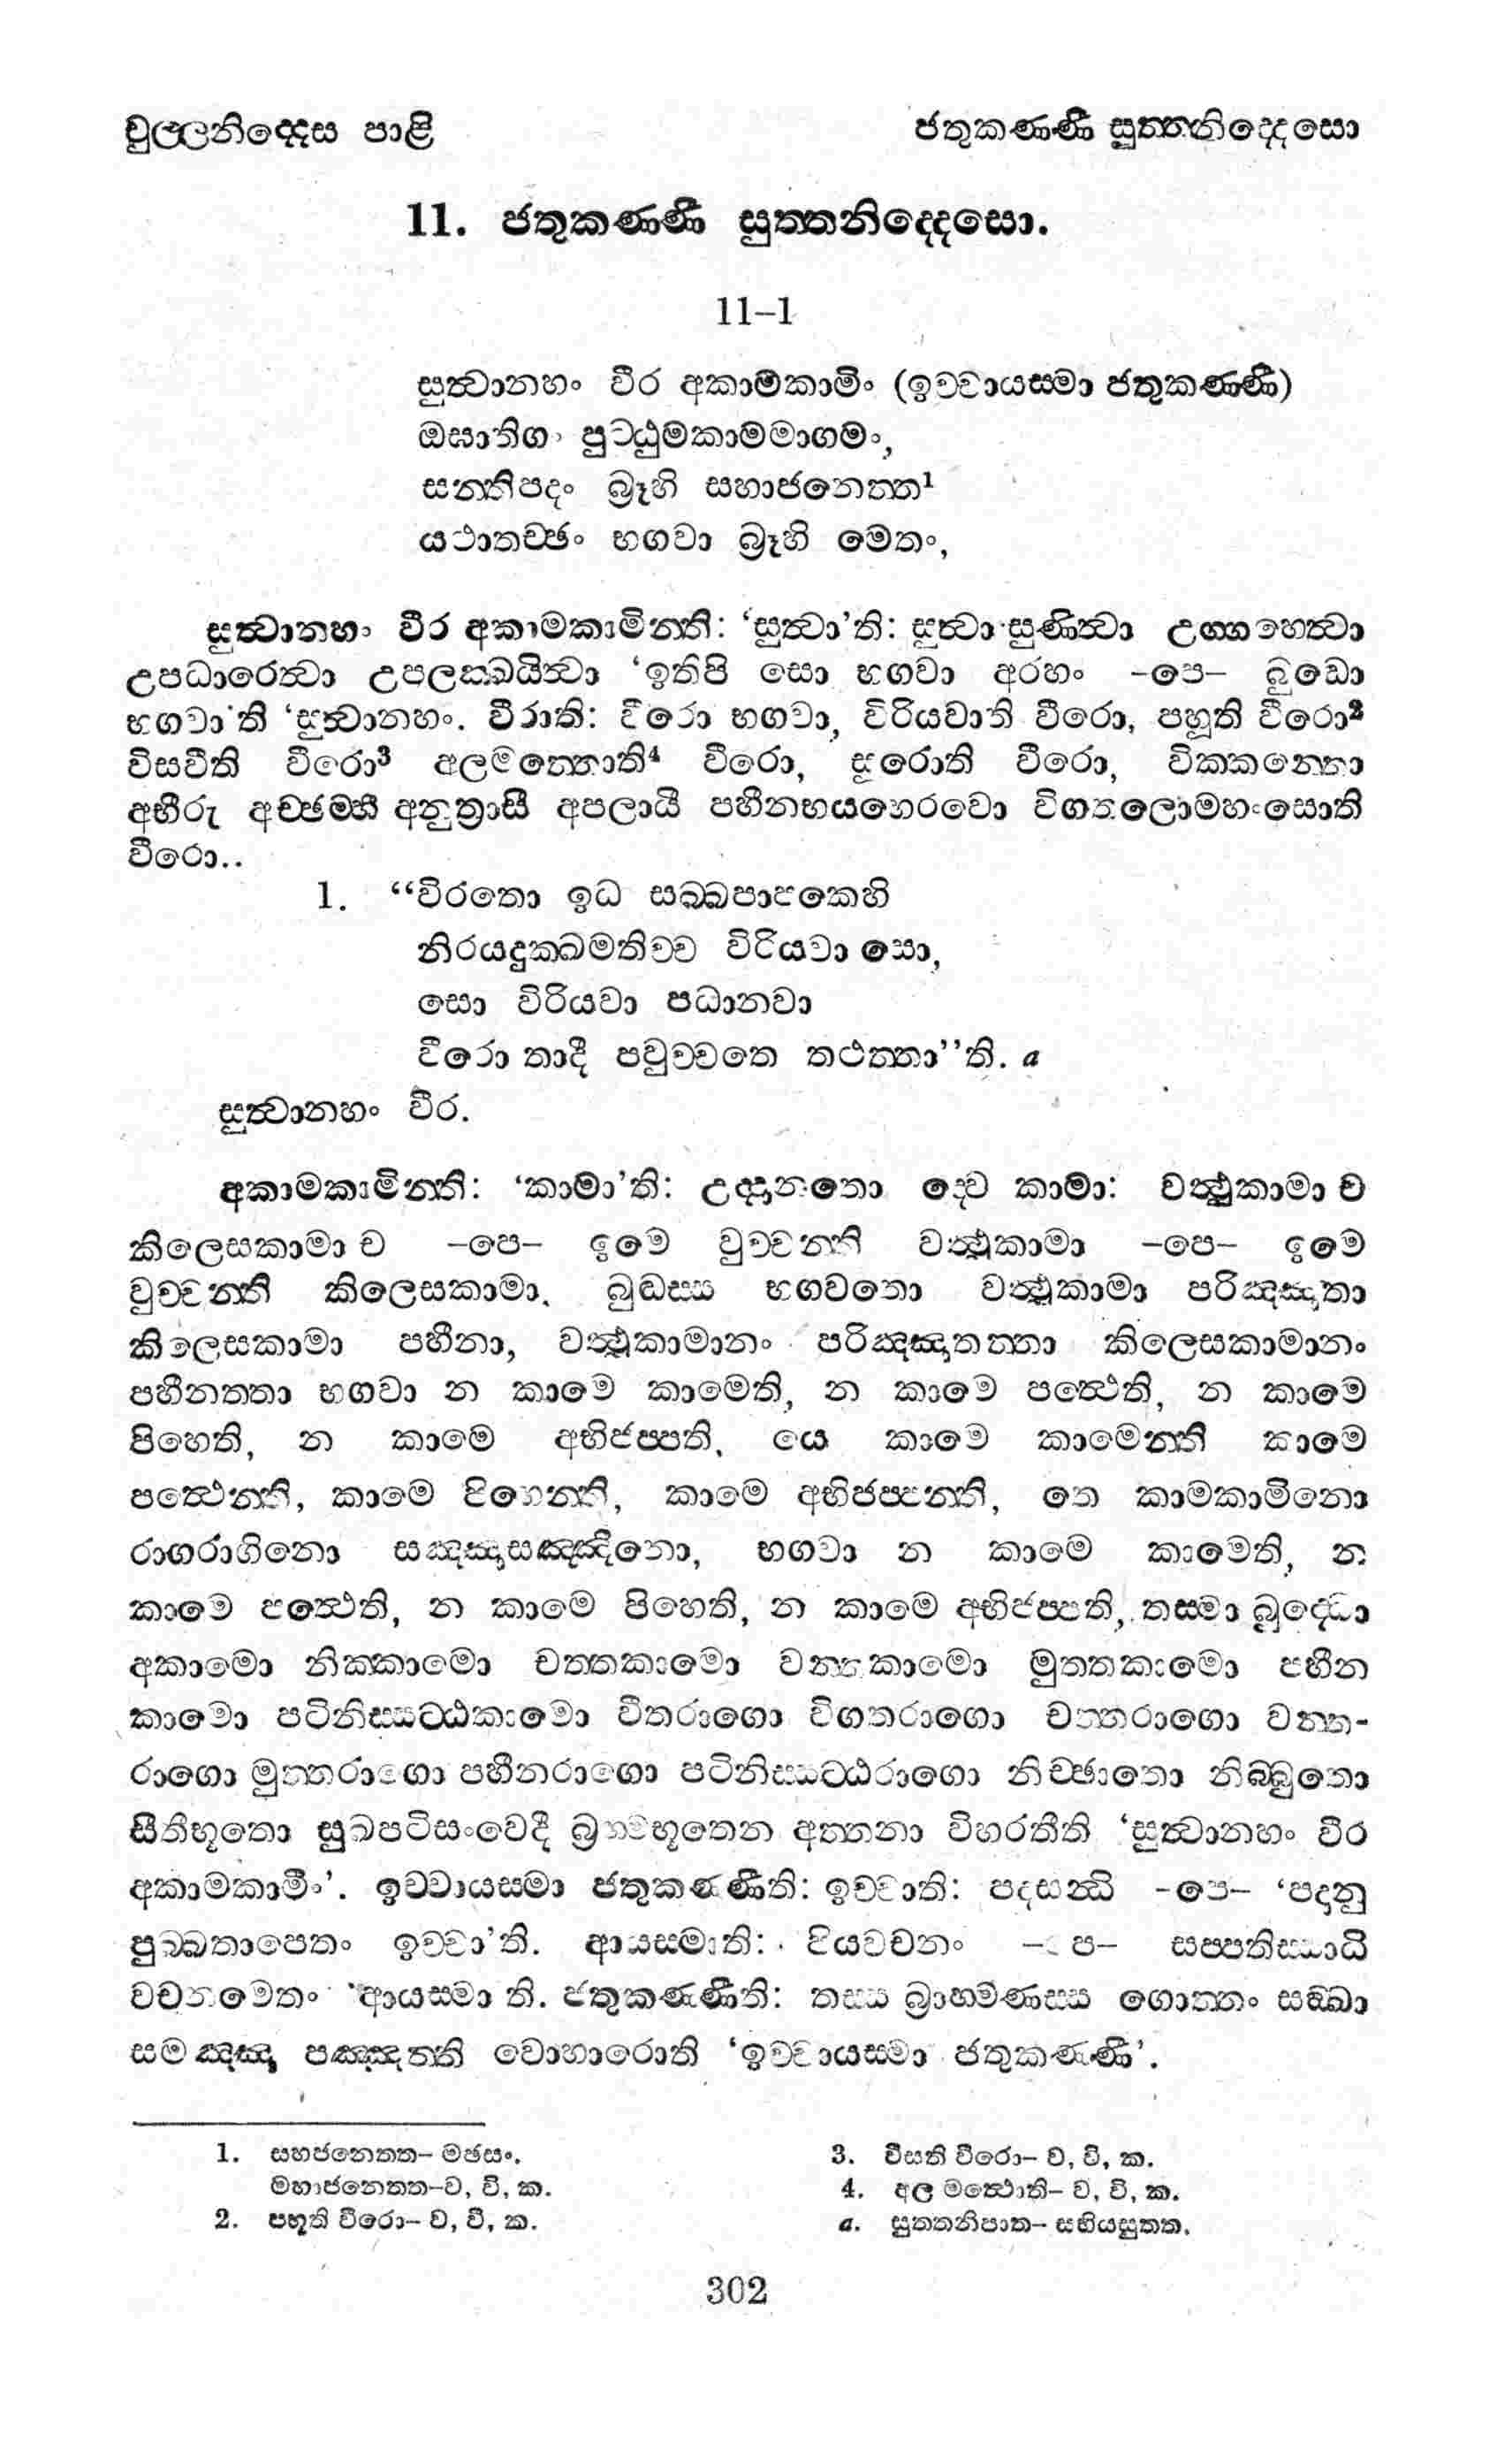 චුල්ලනිද්දෙස පාළි
ජතුකණ්ණි සුත්තනිද්දෙසො
11. ජතුකණ්ණි සුත්තනිද්දෙසො.
11–1
සුත්වානහං වීර අකාමකාමිං (ඉච්චායස්මා ජතුකණ්ණි)
ඔඝාතිගං පුට්ඨුමකාමමාගමං,
සන්තිපදං බ්‍රූහි සහාජනෙත්ත¹
යථාතච්ඡං භගවා බ්‍රූහි මෙතං,
සුත්වානහං වීර අකාමකාමින්ති: ‘සුත්වා’ති: සුත්වා සුණිත්වා උග්ගහෙත්වා
උපධාරෙත්වා උපලක්ඛයිත්වා ‘ඉතිපි සො භගවා අරහං –පෙ– බුද්ධො
භගවා’ති ‘සුත්වානහං. වීරාති: වීරො භගවා, විරියවාති වීරො, පහූති වීරො²
විසවීති වීරො³ අලමත්තොති⁴ වීරො, සූරොති වීරො, වික්කන්තො
අභීරු අච්ඡම්භී අනුත්‍රාසී අපලායී පහීනභයභෙරවො විගතලොමහංසොති
වීරො..
1. “විරතො ඉධ සබ්බපාපකෙහි
නිරයදුක්ඛමතිච්ච විරියවා සො,
සො විරියවා පධානවා
වීරො තාදී පවුච්චතෙ තථත්තා”ති. a
සුත්වානහං වීර.
අකාමකාමින්ති: ‘කාමා’ති: උද්දානතො ද්වෙ කාමා: වත්ථුකාමා ච
කිලෙසකාමා ච –පෙ– ඉමෙ වුච්චන්ති වත්ථුකාමා –පෙ– ඉමෙ
වුච්චන්ති කිලෙසකාමා, බුද්ධස්ස භගවතො වත්ථුකාමා පරිඤ්ඤාතා
කිලෙසකාමා පහීනා, වත්ථුකාමානං පරිඤ්ඤාතත්තා කිලෙසකාමානං
පහීනත්තා භගවා න කාමෙ කාමෙති, න කාමෙ පත්ථෙති, න කාමෙ
පිහෙති, න කාමෙ අභිජප්පති, යෙ කාමෙ කාමෙන්ති කාමෙ
පත්ථෙන්ති, කාමෙ පිහෙන්ති, කාමෙ අභිජප්පන්ති, තෙ කාමකාමිනො
රාගරාගිනො සඤ්ඤාසඤ්ඤිනො, භගවා න කාමෙ කාමෙති, න
කාමෙ පත්ථෙති, න කාමෙ පිහෙති, න කාමෙ අභිජප්පති, තස්මා බුද්ධො
අකාමො නික්කාමො චත්තකාමො වන්තකාමො මුත්තකාමො පහීන
කාමො පටිනිස්සට්ඨකාමො වීතරාගො විගතරාගො චත්තරාගො වන්ත-
රාගො මුත්තරාගො පහීනරාගො පටිනිස්සට්ඨරාගො නිච්ඡාතො නිබ්බුතො
සීතීභූතො සුඛපටිසංවෙදී බ්‍රහ්මභූතෙන අත්තනා විහරතීති ‘සුත්වානහං වීර
අකාමකාමිං’. ඉච්චායස්මා ජතුකණ්ණීති: ඉච්චාති: පදසන්ධි –පෙ– ‘පදානු
පුබ්බතාපෙතං ඉච්චා’ති. ආයස්මාති: පියවචනං –පෙ– සප්පතිස්සාධි
වචනමෙතං ‘ආයස්මා ති. ජතුකණ්ණීති: තස්ස බ්‍රාහ්මණස්ස ගොත්තං සඞ්ඛා
සමඤ්ඤා පඤ්ඤත්ති වොහාරොති ‘ඉච්චායස්මා ජතුකණ්ණි’.
1. සහජනෙත්ත– මඡසං.
මහාජනෙත්ත–ව, වි, ක.
2. පභූති වීරො– ව, වි, ක.
3. වීසති වීරො– ව, වි, ක.
4. අල මත්ථොති– ව, වි, ක.
a. සුත්තනිපාත– සභියසුත්ත.
302